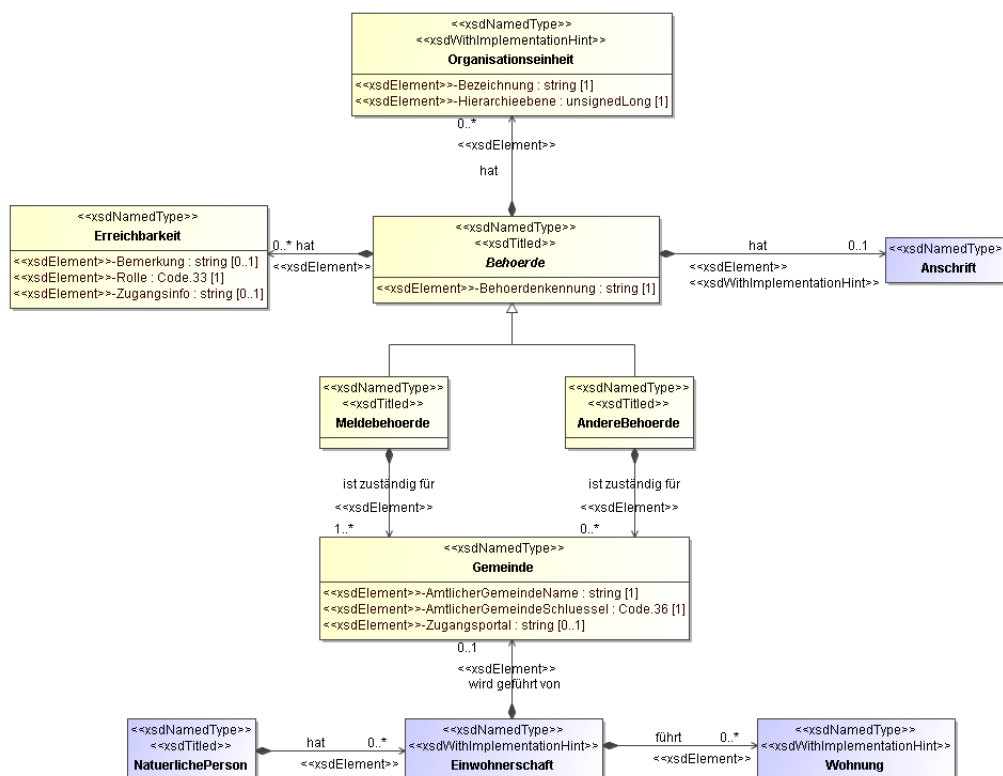 <<xsdNamedType>>
<<xsdWithImplementationHint>>
Organisationseinheit
<<xsdElement>>-Bezeichnung : string [1]
<<xsdElement>>-Hierarchieebene : unsignedLong [1]
0..*
<<xsdElement>>
hat
<<xsdNamedType>>
Erreichbarkeit
<<xsdElement>>-Bemerkung : string [0..1]
<<xsdElement>>-Rolle : Code.33 [1]
<<xsdElement>>-Zugangsinfo : string [0..1]
0..* hat
<<xsdElement>>
<<xsdNamedType>>
<<xsdTitled>>
Behoerde
<<xsdElement>>-Behoerdenkennung : string [1]
hat 0..1
<<xsdElement>>
<<xsdWithImplementationHint>>
<<xsdNamedType>>
Anschrift
<<xsdNamedType>>
<<xsdTitled>>
Meldebehoerde
<<xsdNamedType>>
<<xsdTitled>>
AndereBehoerde
ist zuständig für
<<xsdElement>>
1..*
ist zuständig für
<<xsdElement>>
0..*
<<xsdNamedType>>
Gemeinde
<<xsdElement>>-AmtlicherGemeindeName : string [1]
<<xsdElement>>-AmtlicherGemeindeSchluessel : Code.36 [1]
<<xsdElement>>-Zugangsportal : string [0..1]
0..1
<<xsdElement>>
wird geführt von
<<xsdNamedType>>
<<xsdTitled>>
NatuerlichePerson
hat 0..*
<<xsdElement>>
<<xsdNamedType>>
<<xsdWithImplementationHint>>
Einwohnerschaft
führt 0..*
<<xsdElement>>
<<xsdNamedType>>
<<xsdWithImplementationHint>>
Wohnung